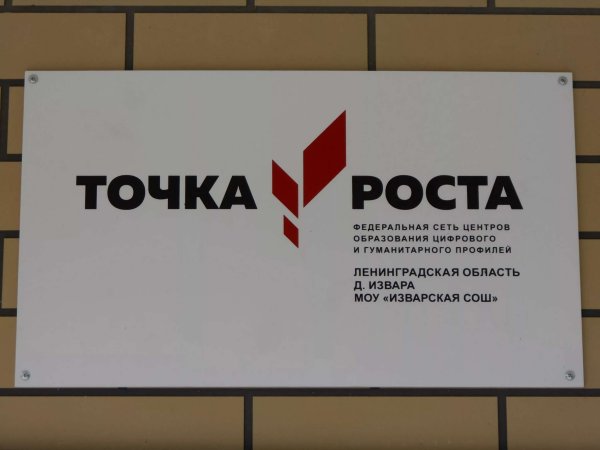 ТОЧКА РОСТА
ФЕДЕРАЛЬНАЯ СЕТЬ ЦЕНТРОВ
ОБРАЗОВАНИЯ ЦИФРОВОГО
И ГУМАНИТАРНОГО ПРОФИЛЕЙ
ЛЕНИНГРАДСКАЯ ОБЛАСТЬ
Д. ИЗВАРА
МОУ «ИЗВАРСКАЯ СОШ»